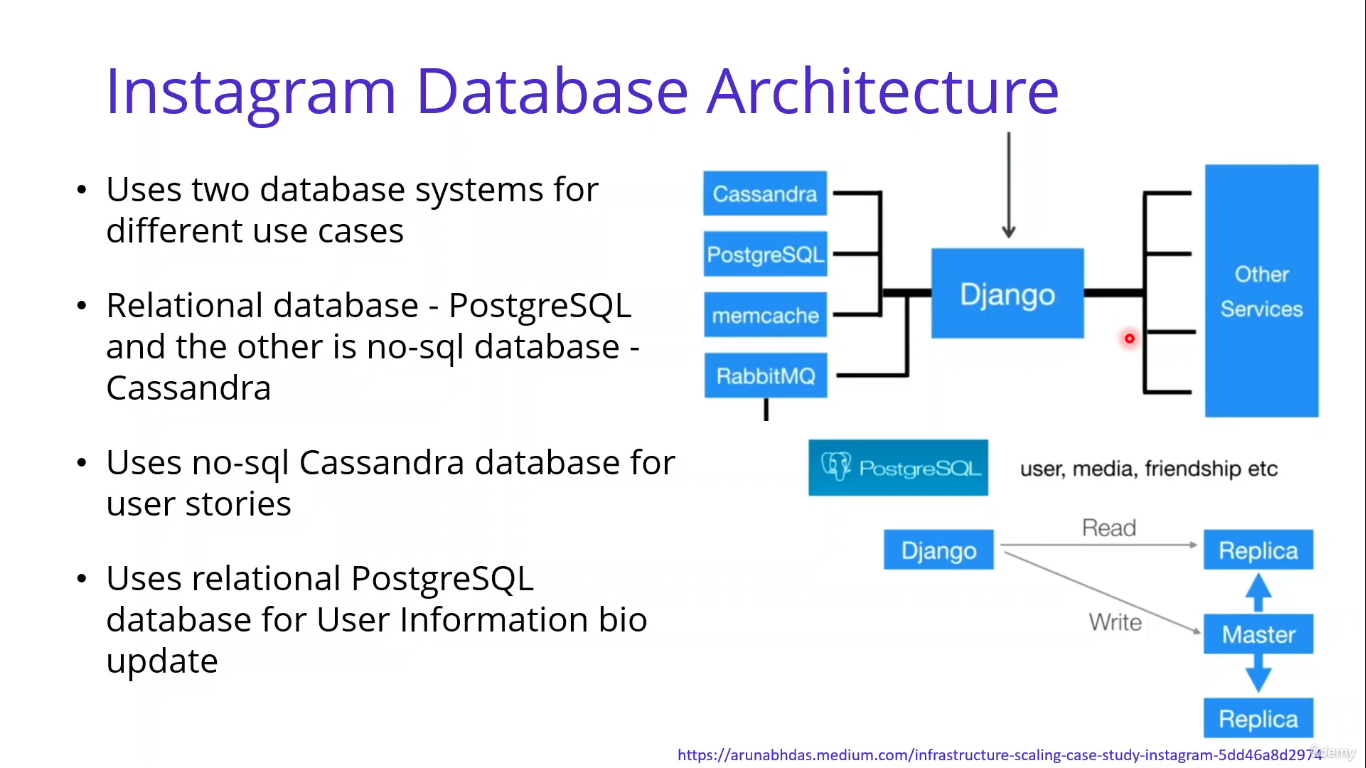 Instagram Database Architecture
• Uses two database systems for
different use cases
• Relational database - PostgreSQL
and the other is no-sql database -
Cassandra
• Uses no-sql Cassandra database for
user stories
• Uses relational PostgreSQL
database for User Information bio
update
Cassandra
PostgreSQL
memcache
RabbitMQ
Django
Other
Services
PostgreSQL
user, media, friendship etc
Django
Read
Write
Replica
Master
Replica
https://arunabhdas.medium.com/infrastructure-scaling-case-study-instagram-5dd46a8d2974
Udemy